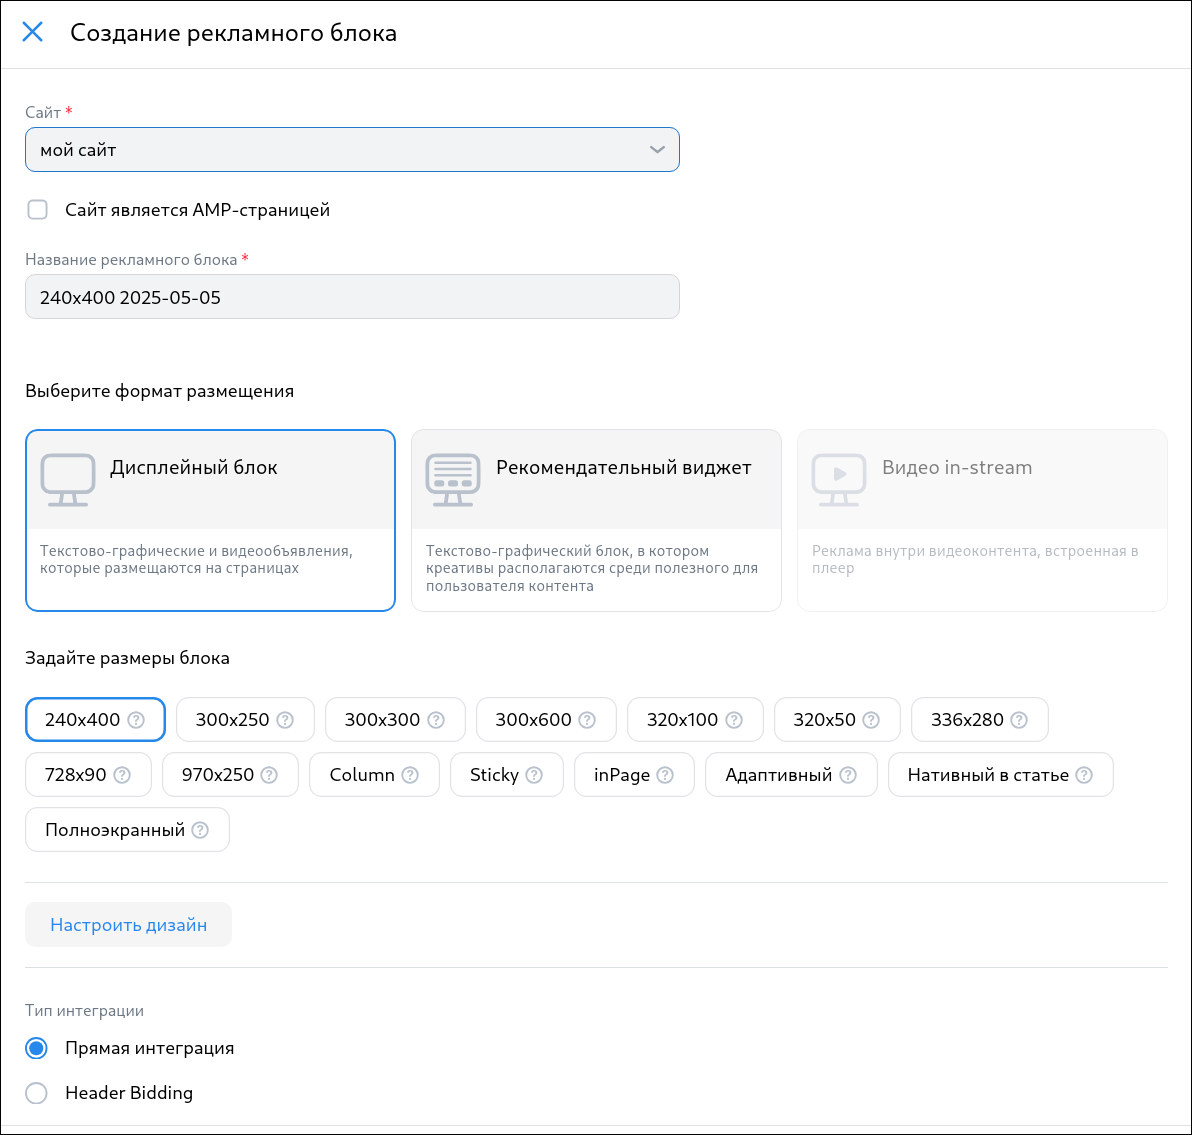 Создание рекламного блока
Сайт *
мой сайт
Сайт является AMP-страницей
Название рекламного блока *
240x400 2025-05-05
Выберите формат размещения
Дисплейный блок
Текстово-графические и видеообъявления,
которые размещаются на страницах
Рекомендательный виджет
Текстово-графический блок, в котором
креативы располагаются среди полезного для
пользователя контента
Видео in-stream
Реклама внутри видеоконтента, встроенная в
плеер
Задайте размеры блока
240x400 ? 300x250 ? 300x300 ? 300x600 ? 320x100 ? 320x50 ? 336x280 ?
728x90 ? 970x250 ? Column ? Sticky ? inPage ? Адаптивный ? Нативный в статье ?
Полноэкранный ?
Настроить дизайн
Тип интеграции
Прямая интеграция
Header Bidding